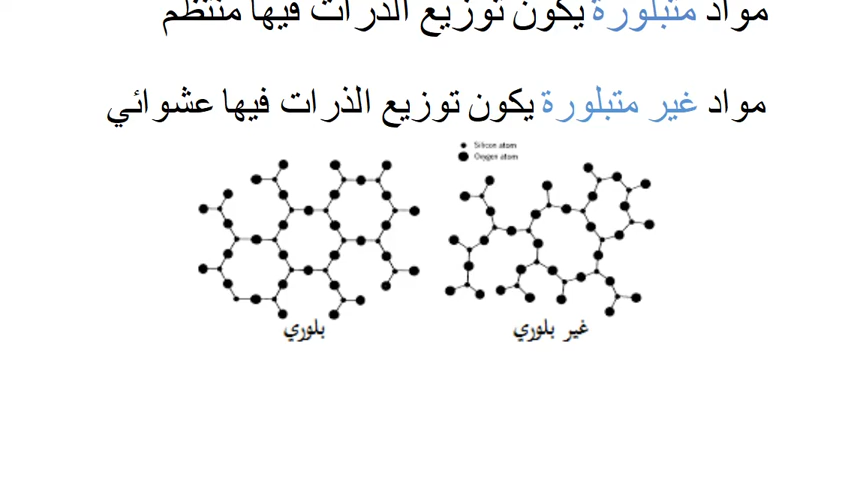 مواد متبلورة يكون توزيع الذرات فيها منتظم
مواد غير متبلورة يكون توزيع الذرات فيها عشوائي
Silicon atom
Oxygen atom
بلوري
غير بلوري